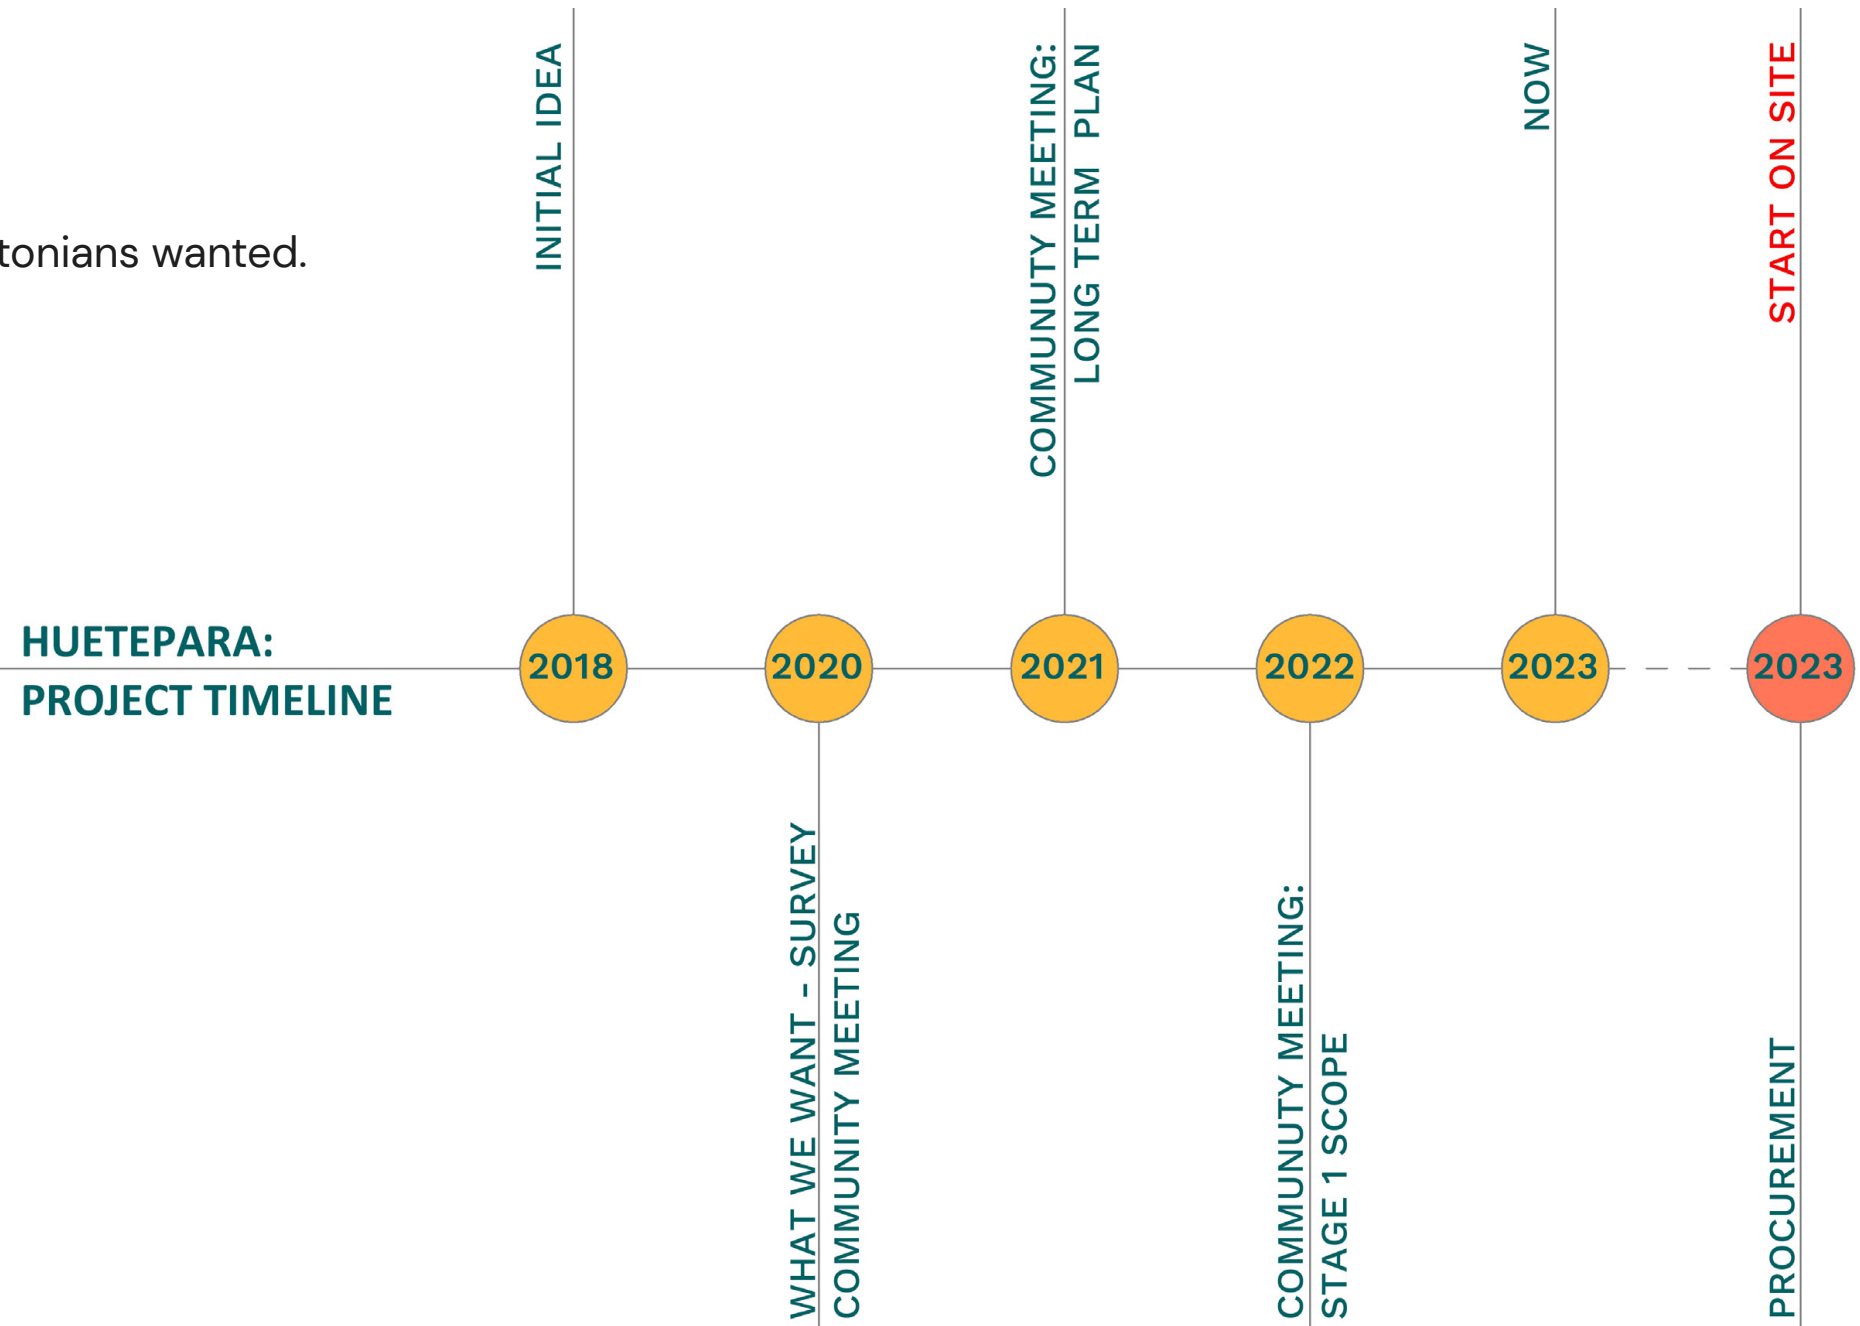 tonians wanted.
HUETEPARA:
PROJECT TIMELINE
INITIAL IDEA
COMMUNUTY MEETING:
LONG TERM PLAN
NOW
START ON SITE
2018
2020
2021
2022
2023
2023
WHAT WE WANT - SURVEY
COMMUNITY MEETING
COMMUNUTY MEETING:
STAGE 1 SCOPE
PROCUREMENT